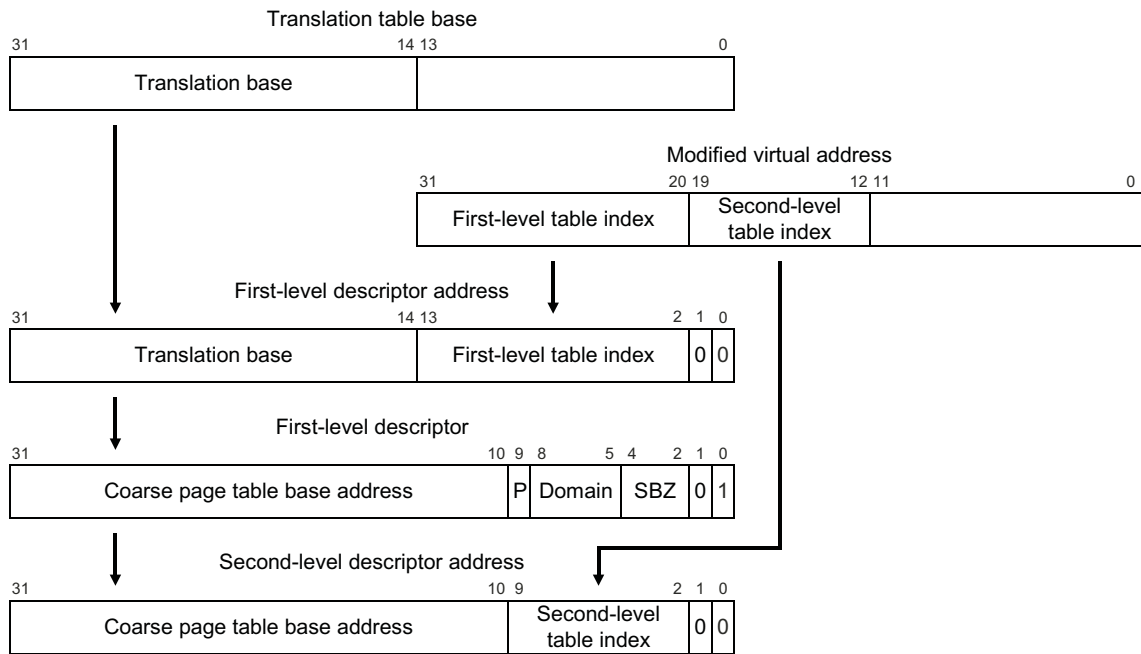 Translation table base
31 14 13 0
Translation base
Modified virtual address
31 20 19 12 11 0
First-level table index
Second-level
table index
First-level descriptor address
31 14 13 2 1 0
Translation base First-level table index 0 0
First-level descriptor
31 10 9 8 5 4 2 1 0
Coarse page table base address P Domain SBZ 0 1
Second-level descriptor address
31 10 9 2 1 0
Coarse page table base address
Second-level
table index
0 0